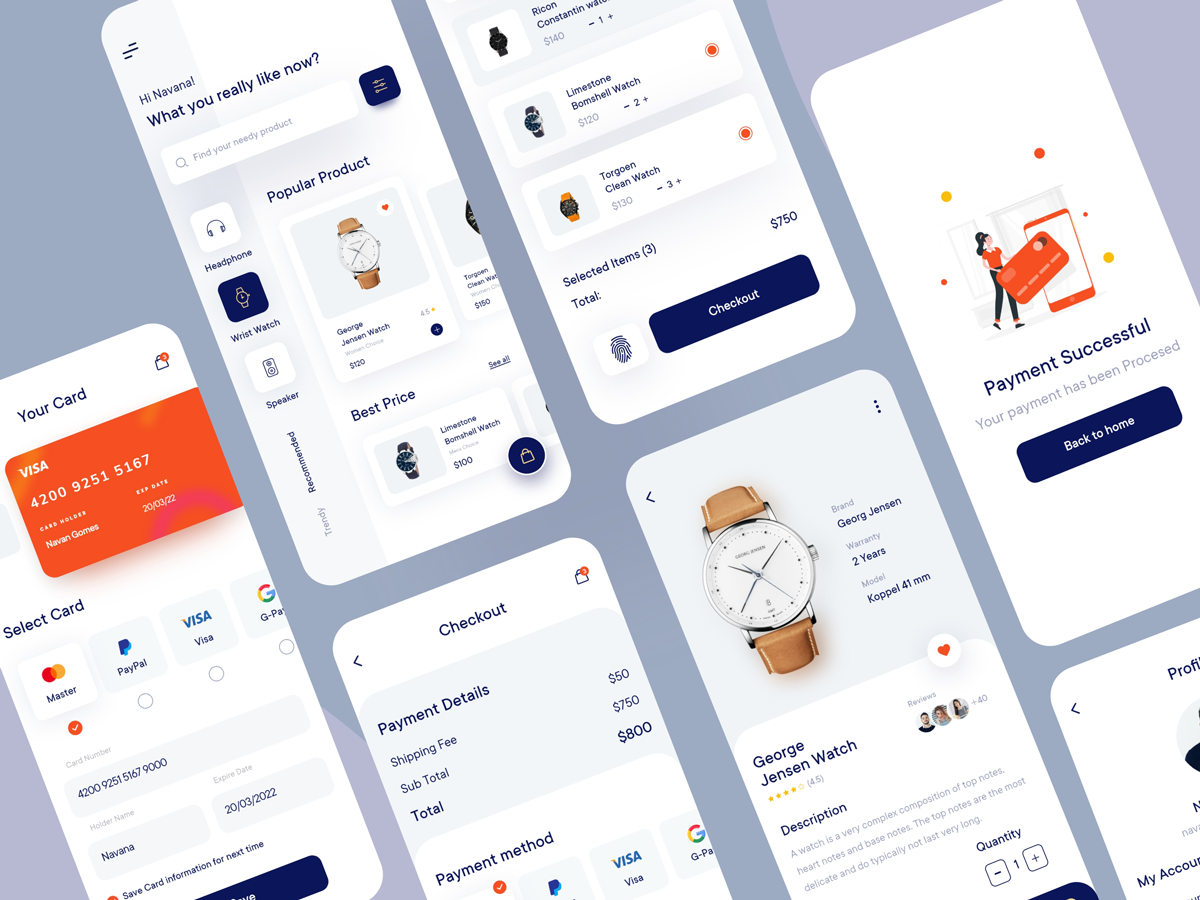 Hi Navana!
What you really like now?
Find your needy product
Headphone
Wrist Watch
Speaker
Recommended
Trendy
Popular Product
George
Jensen Watch
Women Choice
$120
4.5
Torgoen
Clean Wat
Women Choi
$150
See all
Best Price
Limestone
Bomshell Watch
Mens Choice
$100
Ricon
Constantin watch
$140
- 1 +
Limestone
Bomshell Watch
$120
- 2 +
Torgoen
Clean Watch
$130
- 3 +
Selected Items (3)
$750
Total:
Checkout
Payment Successful
Your payment has been Procesed
Back to home
Your Card
3
VISA
4200 9251 5167
CARD HOLDER
Navan Gomes
EXP DATE
20/03/22
Select Card
Master
PayPal
VISA
Visa
G
G-Pa
Card Number
4200 9251 5167 9000
Holder Name
Navana
Expire Date
20/03/2022
Save Card information for next time
Save
3
Checkout
Payment Details
Shipping Fee
$50
Sub Total
$750
Total
$800
Payment method
VISA
Visa
G
G-Pa
GEORG JENSEN
Brand
Georg Jensen
Warranty
2 Years
Model
Koppel 41 mm
Reviews
+40
George
Jensen Watch
(4.5)
Description
A watch is a very complex composition of top notes,
heart notes and base notes. The top notes are the most
delicate and do typically not last very long.
Quantity
- 1 +
Profil
N
nava
My Accoun